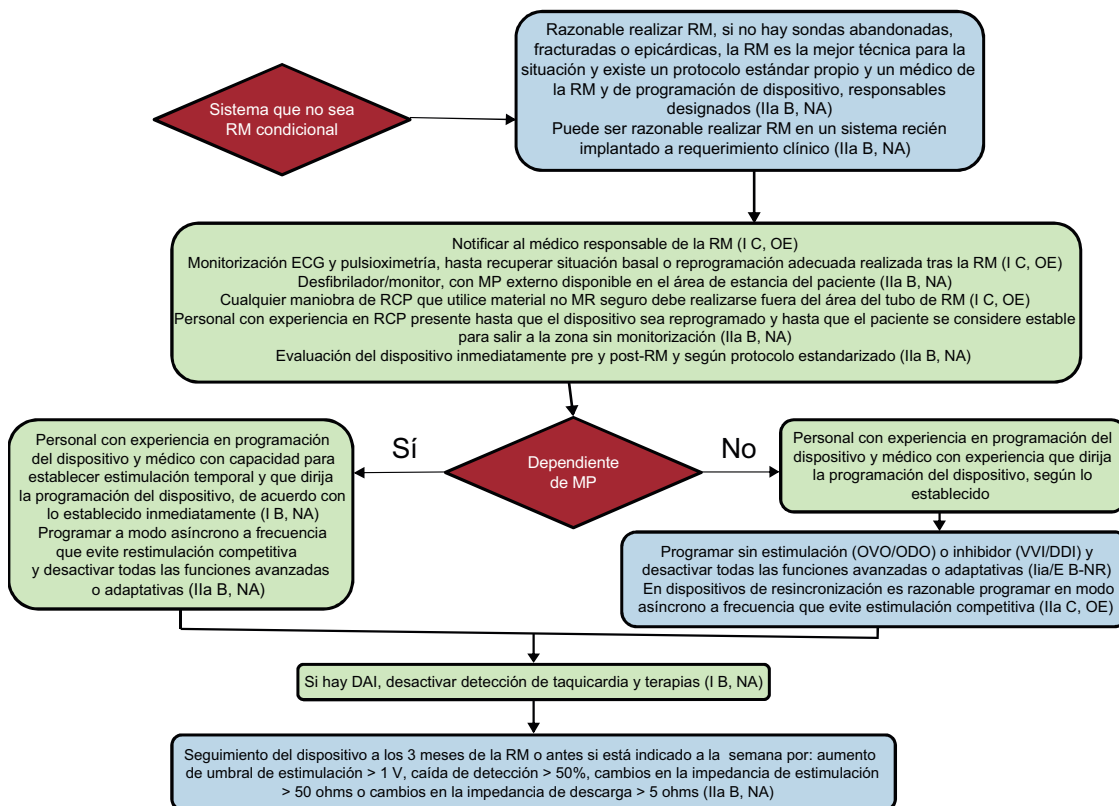 Razonable realizar RM, si no hay sondas abandonadas,
fracturadas o epicárdicas, la RM es la mejor técnica para la
situación y existe un protocolo estándar propio y un médico de
la RM y de programación de dispositivo, responsables
designados (IIa B, NA)
Puede ser razonable realizar RM en un sistema recién
implantado a requerimiento clínico (IIa B, NA)
Sistema que no sea
RM condicional
Notificar al médico responsable de la RM (I C, OE)
Monitorización ECG y pulsioximetría, hasta recuperar situación basal o reprogramación adecuada realizada tras la RM (I C, OE)
Desfibrilador/monitor, con MP externo disponible en el área de estancia del paciente (IIa B, NA)
Cualquier maniobra de RCP que utilice material no MR seguro debe realizarse fuera del área del tubo de RM (I C, OE)
Personal con experiencia en RCP presente hasta que el dispositivo sea reprogramado y hasta que el paciente se considere estable
para salir a la zona sin monitorización (IIa B, NA)
Evaluación del dispositivo inmediatamente pre y post-RM y según protocolo estandarizado (IIa B, NA)
Dependiente
de MP
Sí
No
Personal con experiencia en programación
del dispositivo y médico con capacidad para
establecer estimulación temporal y que dirija
la programación del dispositivo, de acuerdo con
lo establecido inmediatamente (I B, NA)
Programar a modo asíncrono a frecuencia
que evite restimulación competitiva
y desactivar todas las funciones avanzadas
o adaptativas (IIa B, NA)
Personal con experiencia en programación del
dispositivo y médico con experiencia que dirija
la programación del dispositivo, según lo
establecido
Programar sin estimulación (OVO/ODO) o inhibidor (VVI/DDI) y
desactivar todas las funciones avanzadas o adaptativas (Iia/E B-NR)
En dispositivos de resincronización es razonable programar en modo
asíncrono a frecuencia que evite estimulación competitiva (IIa C, OE)
Si hay DAI, desactivar detección de taquicardia y terapias (I B, NA)
Seguimiento del dispositivo a los 3 meses de la RM o antes si está indicado a la semana por: aumento
de umbral de estimulación > 1 V, caída de detección > 50%, cambios en la impedancia de estimulación
> 50 ohms o cambios en la impedancia de descarga > 5 ohms (IIa B, NA)